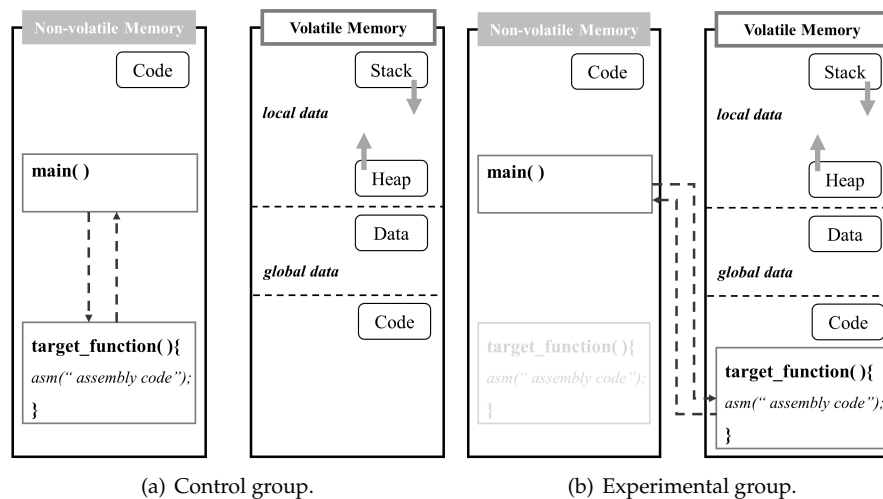 Non-volatile Memory
Code
main( )
target_function( ){
asm(“ assembly code”);
}
Volatile Memory
Stack
local data
Heap
Data
global data
Code
(a) Control group.
Non-volatile Memory
Code
main( )
target_function( ){
asm(“ assembly code”);
}
Volatile Memory
Stack
local data
Heap
Data
global data
Code
target_function( ){
asm(“ assembly code”);
}
(b) Experimental group.